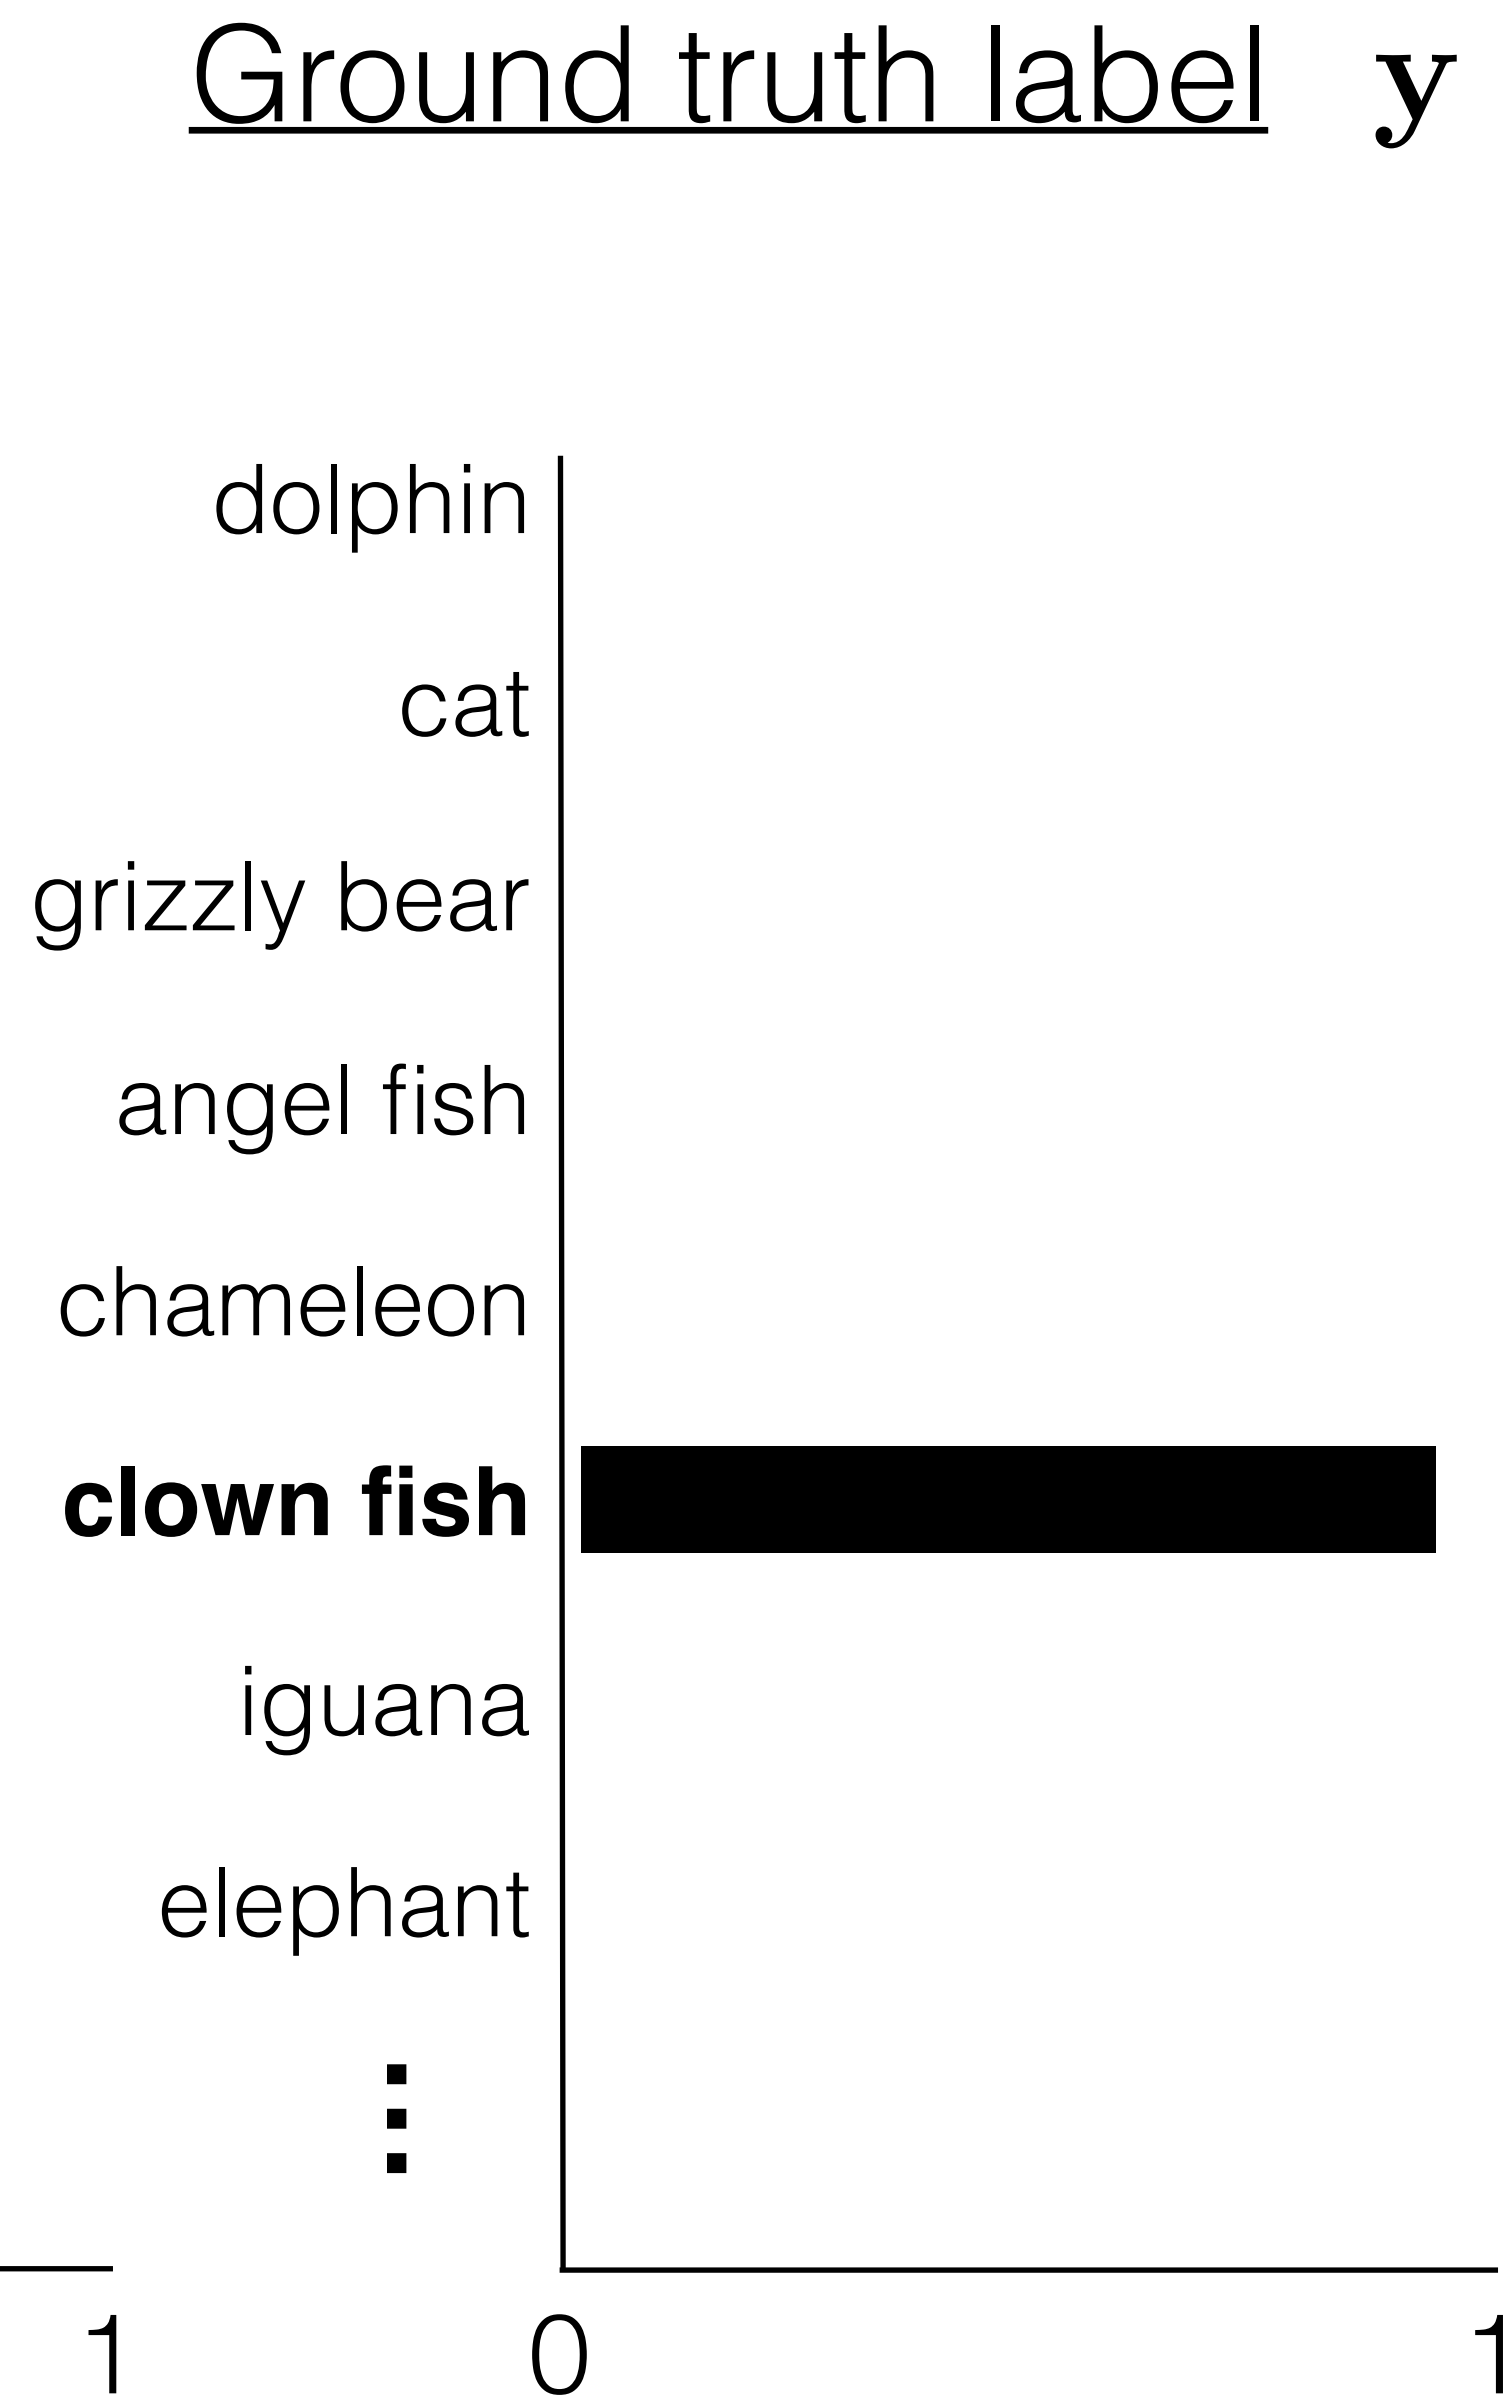 Ground truth label y
dolphin
cat
grizzly bear
angel fish
chameleon
clown fish
iguana
elephant
⋮
1 0 1